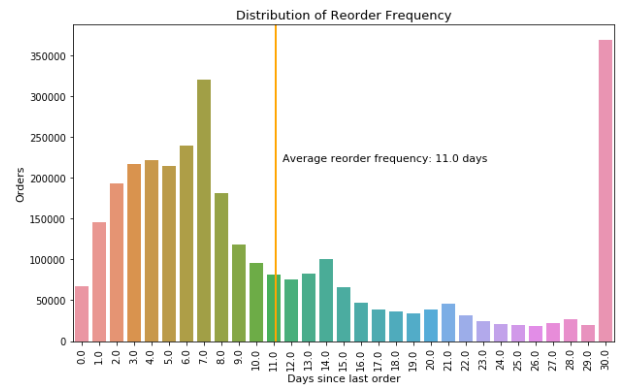 Distribution of Reorder Frequency
350000
300000
250000
200000
150000
100000
50000
0
Orders
Average reorder frequency: 11.0 days
0.0 1.0 2.0 3.0 4.0 5.0 6.0 7.0 8.0 9.0 10.0 11.0 12.0 13.0 14.0 15.0 16.0 17.0 18.0 19.0 20.0 21.0 22.0 23.0 24.0 25.0 26.0 27.0 28.0 29.0 30.0
Days since last order